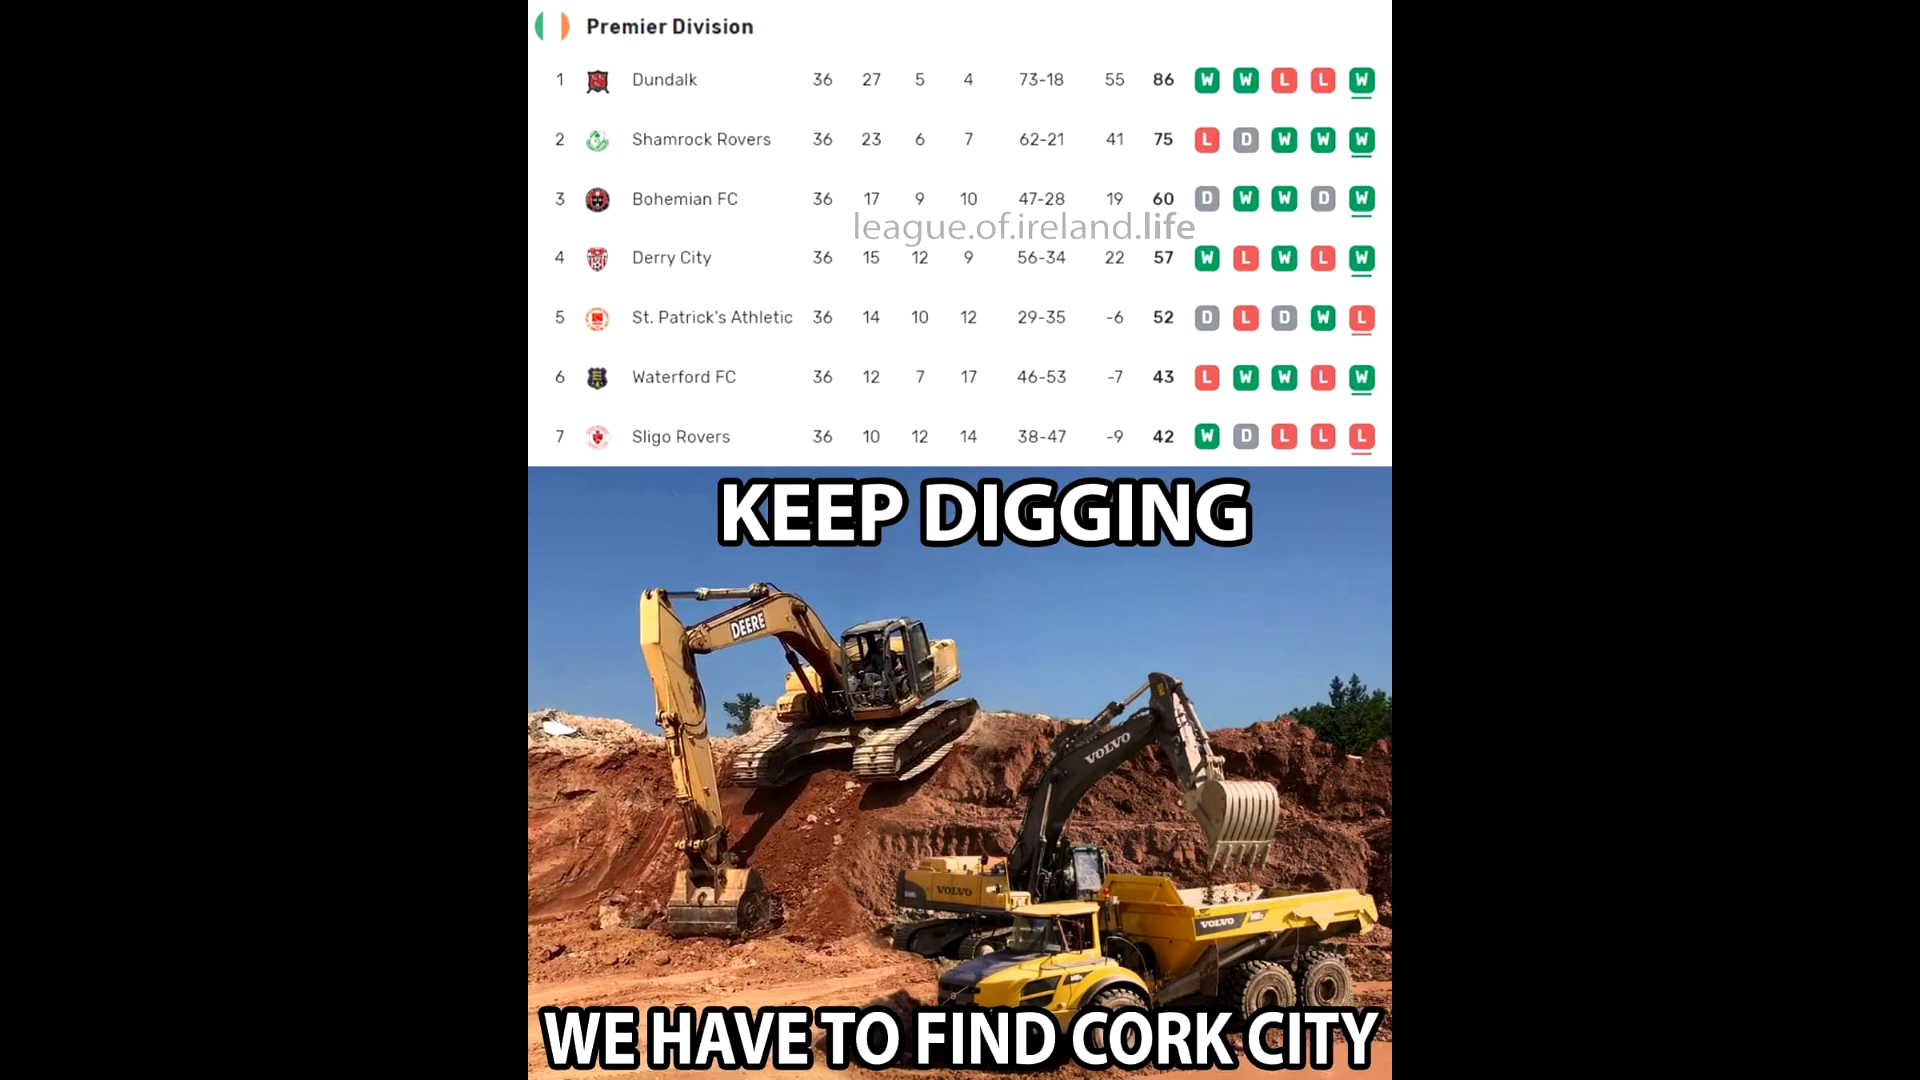 Premier Division
1 Dundalk 36 27 5 4 73-18 55 86 W W L L W
2 Shamrock Rovers 36 23 6 7 62-21 41 75 L D W W W
3 Bohemian FC 36 17 9 10 47-28 19 60 D W W D W
league.of.ireland.life
4 Derry City 36 15 12 9 56-34 22 57 W L W L W
5 St. Patrick's Athletic 36 14 10 12 29-35 -6 52 D L D W L
6 Waterford FC 36 12 7 17 46-53 -7 43 L W W L W
7 Sligo Rovers 36 10 12 14 38-47 -9 42 W D L L L
KEEP DIGGING
DEERE
VOLVO
VOLVO
VOLVO
WE HAVE TO FIND CORK CITY